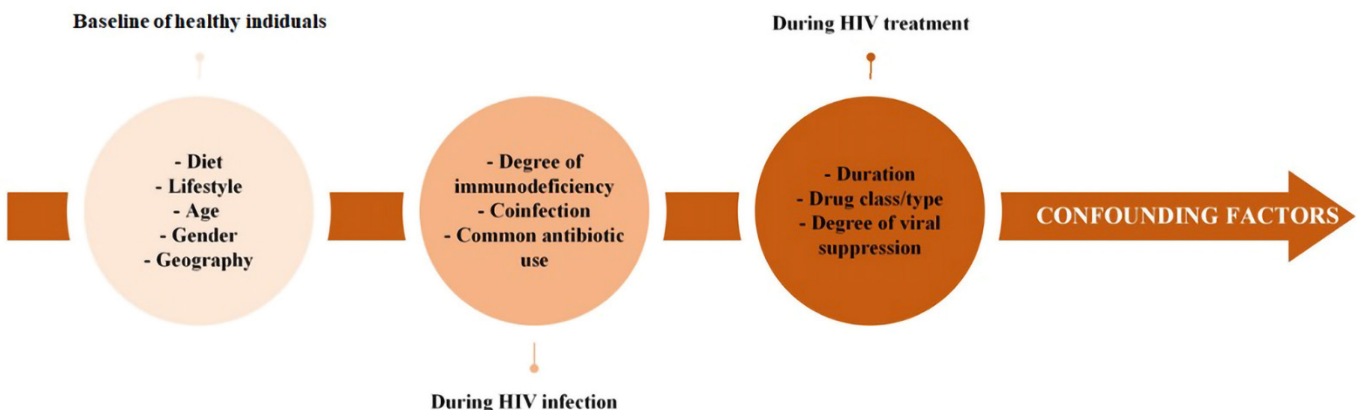 Baseline of healthy indiduals
- Diet
- Lifestyle
- Age
- Gender
- Geography
- Degree of
immunodeficiency
- Coinfection
- Common antibiotic
use
During HIV infection
During HIV treatment
- Duration
- Drug class/type
- Degree of viral
suppression
CONFOUNDING FACTORS